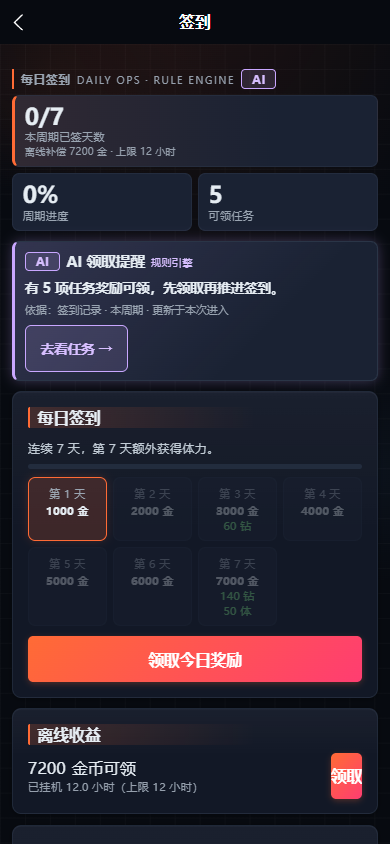 签到
每日签到 DAILY OPS · RULE ENGINE AI
0/7
本周期已签天数
离线补偿 7200 金 · 上限 12 小时
0% 5
周期进度 可领任务
AI AI 领取提醒 规则引擎
有 5 项任务奖励可领，先领取再推进签到。
依据：签到记录 · 本周期 · 更新于本次进入
去看任务 →
每日签到
连续 7 天，第 7 天额外获得体力。
第 1 天 第 2 天 第 3 天 第 4 天
1000 金 2000 金 3000 金 4000 金
60 钻
第 5 天 第 6 天 第 7 天
5000 金 6000 金 7000 金
140 钻
50 体
领取今日奖励
离线收益
7200 金币可领
已挂机 12.0 小时（上限 12 小时）
领取